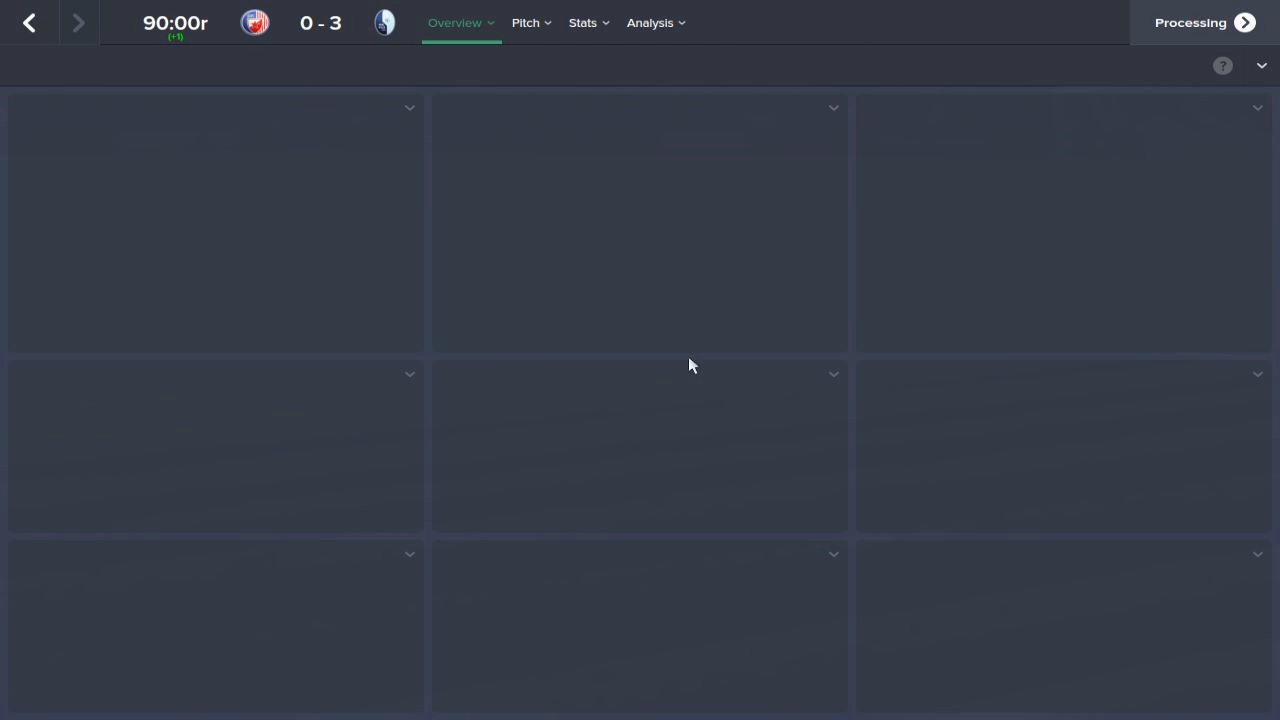 90:00r
(+1)
0 - 3
Overview
Pitch
Stats
Analysis
Processing
?